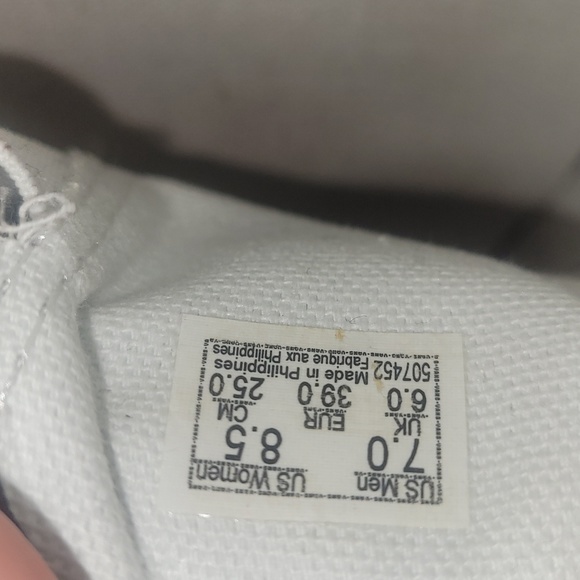 US Men US Women
7.0 8.5
UK EUR CM
6.0 39.0 25.0
Made in Philippines
507452 Fabrique aux Philippines